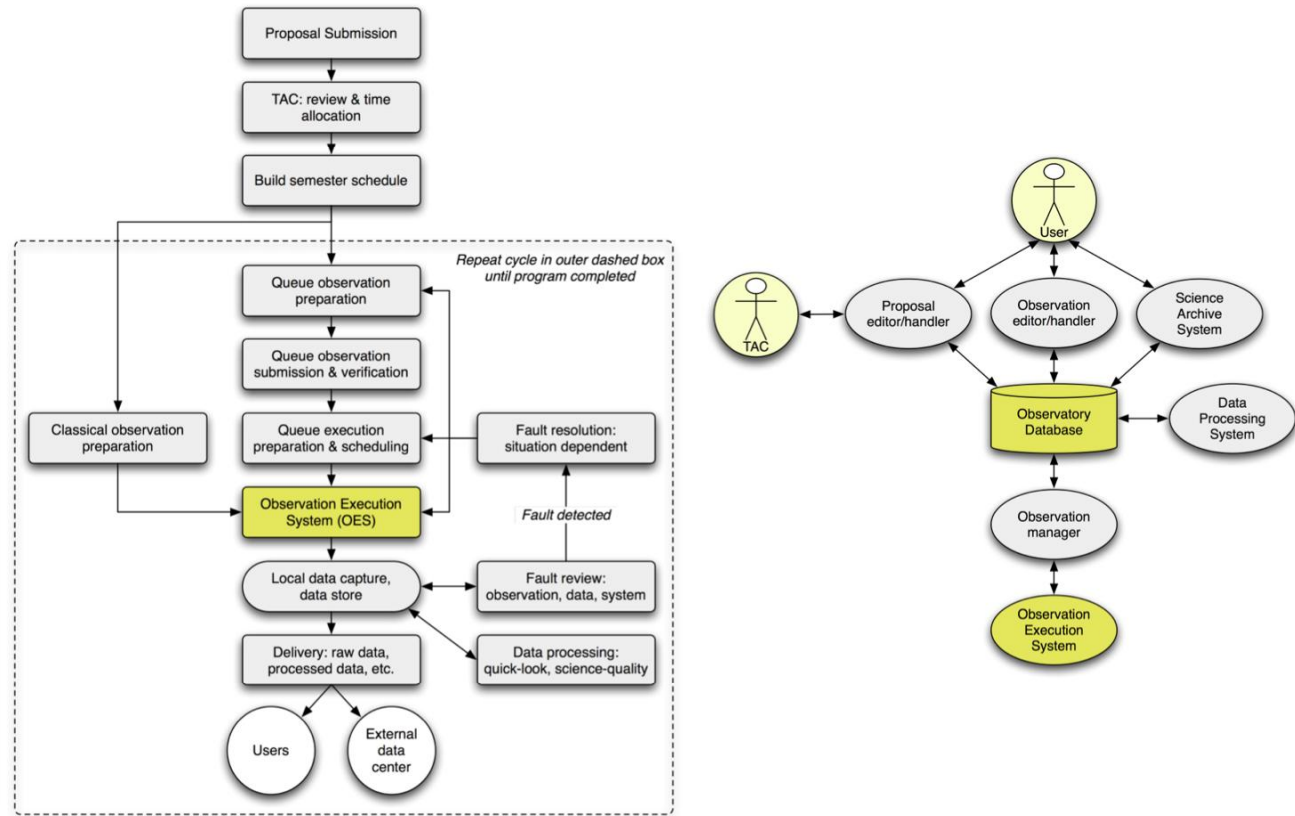 Proposal Submission
TAC: review & time
allocation
Build semester schedule
Repeat cycle in outer dashed box
until program completed
Queue observation
preparation
Queue observation
submission & verification
Classical observation
preparation
Queue execution
preparation & scheduling
Fault resolution:
situation dependent
Observation Execution
System (OES)
Fault detected
Local data capture,
data store
Fault review:
observation, data, system
Delivery: raw data,
processed data, etc.
Data processing:
quick-look, science-quality
Users
External
data
center
User
TAC
Proposal
editor/handler
Observation
editor/handler
Science
Archive
System
Observatory
Database
Data
Processing
System
Observation
manager
Observation
Execution
System